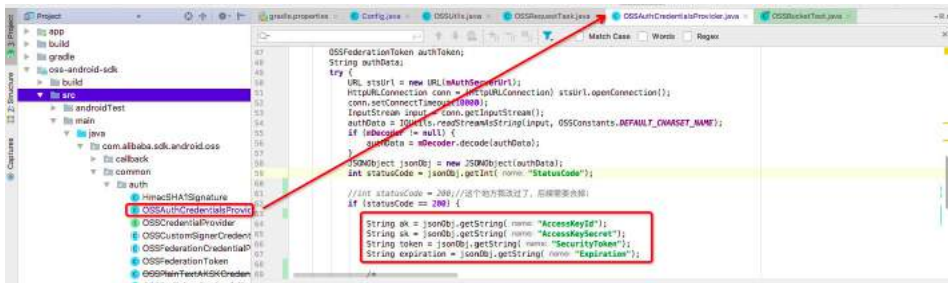 Project
gradle.properties
Config.java
OSSUtils.java
OSSRequestTask.java
OSSAuthCredentialsProvider.java
OSSBucketTest.java
Match Case
Words
Regex
1: Project
2: Structure
Captures
app
build
gradle
oss-android-sdk
build
src
androidTest
main
java
com.alibaba.sdk.android.oss
callback
common
auth
HmacSHA1Signature
OSSAuthCredentialsProvic
OSSCredentialProvider
OSSCustomSignerCredent
OSSFederationCredentialP
OSSFederationToken
OSSPlainTextAKSKCreden
OSSFederationToken authToken;
String authData;
try {
URL stsUrl = new URL(mAuthServerUrl);
HttpURLConnection conn = (HttpURLConnection) stsUrl.openConnection();
conn.setConnectTimeout(10000);
InputStream input = conn.getInputStream();
authData = IOUtils.readStreamAsString(input, OSSConstants.DEFAULT_CHARSET_NAME);
if (mDecoder != null) {
authData = mDecoder.decode(authData);
}
JSONObject jsonObj = new JSONObject(authData);
int statusCode = jsonObj.getInt( name: "StatusCode");
//int statusCode = 200;//这个地方我改过了，后续需要去掉!
if (statusCode == 200) {
String ak = jsonObj.getString( name: "AccessKeyId");
String sk = jsonObj.getString( name: "AccessKeySecret");
String token = jsonObj.getString( name: "SecurityToken");
String expiration = jsonObj.getString( name: "Expiration");
/*